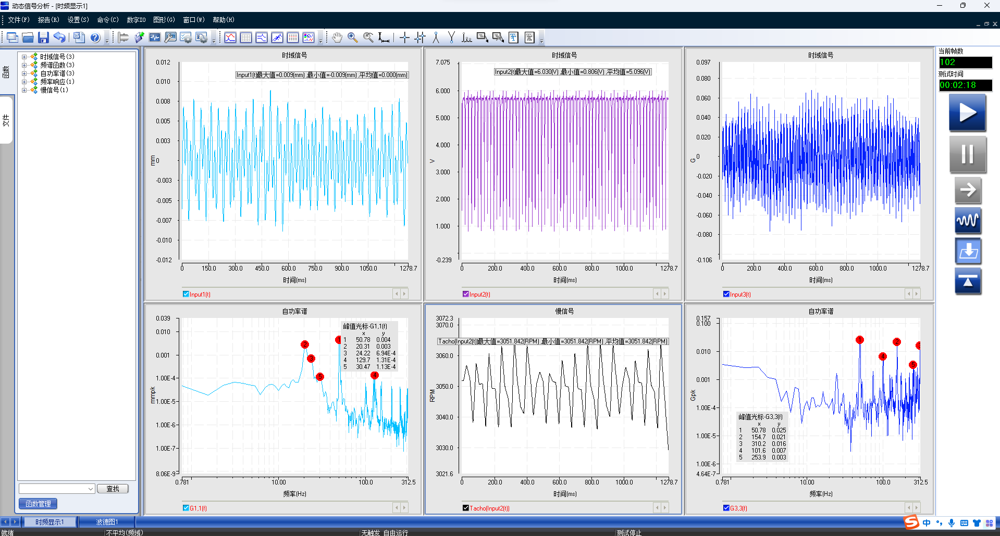 动态信号分析 - [时频显示1]
文件(F) 报告(R) 设置(S) 命令(C) 数字IO 图形(G) 窗口(W) 帮助(H)
函数
文件
时域信号(3)
频谱函数(3)
自功率谱(3)
频率响应(1)
慢信号(1)
查找
函数管理
时域信号
Input1(t)最大值=0.009(mm) ,最小值=-0.009(mm) ,平均值=0.000(mm)
0.012
0.010
0.008
0.005
0.003
0
-0.003
-0.005
-0.007
-0.010
-0.012
mm
0 150.0 300.0 450.0 600.0 750.0 900.0 1050.0 1278.7
时间(ms)
Input1(t)
时域信号
Input2(t)最大值=6.030(V) ,最小值=0.806(V) ,平均值=5.096(V)
7.075
6.000
5.000
4.000
3.000
2.000
1.000
-0.239
V
0 200.0 400.0 600.0 800.0 1000.0 1278.7
时间(ms)
Input2(t)
时域信号
0.097
0.080
0.060
0.040
0.020
0
-0.020
-0.040
-0.060
-0.080
-0.106
G
0 200.0 400.0 600.0 800.0 1000.0 1278.7
时间(ms)
Input3(t)
自功率谱
0.039
0.010
0.001
1.00E-4
1.00E-5
1.00E-6
1.00E-7
8.06E-9
mmpk
峰值光标-G1,1(f)
x y
1 50.78 0.004
2 20.31 0.003
3 24.22 6.94E-4
4 129.7 1.31E-4
5 30.47 1.13E-4
1
2
3
4
5
0.781 10.00 100.0 312.5
频率(Hz)
G1,1(f)
慢信号
Tacho(Input2(t))最大值=3051.842(RPM) ,最小值=3051.842(RPM) ,平均值=3051.842(RPM)
3072.3
3070.0
3060.0
3050.0
3040.0
3030.0
3021.6
RPM
0 200.0 400.0 600.0 800.0 1000.0 1278.7
时间(ms)
Tacho(Input2(t))
自功率谱
0.157
0.100
0.010
0.001
1.00E-4
1.00E-5
1.00E-6
4.64E-7
Gpk
峰值光标-G3,3(f)
x y
1 50.78 0.025
2 154.7 0.021
3 310.2 0.016
4 101.6 0.007
5 253.9 0.003
1
2
4
5
0.781 10.00 100.0 312.5
频率(Hz)
G3,3(f)
当前帧数
102
测试时间
00:02:18
时频显示1 波德图1
中
就绪 不平均(频域) 无触发 自由运行 测试停止